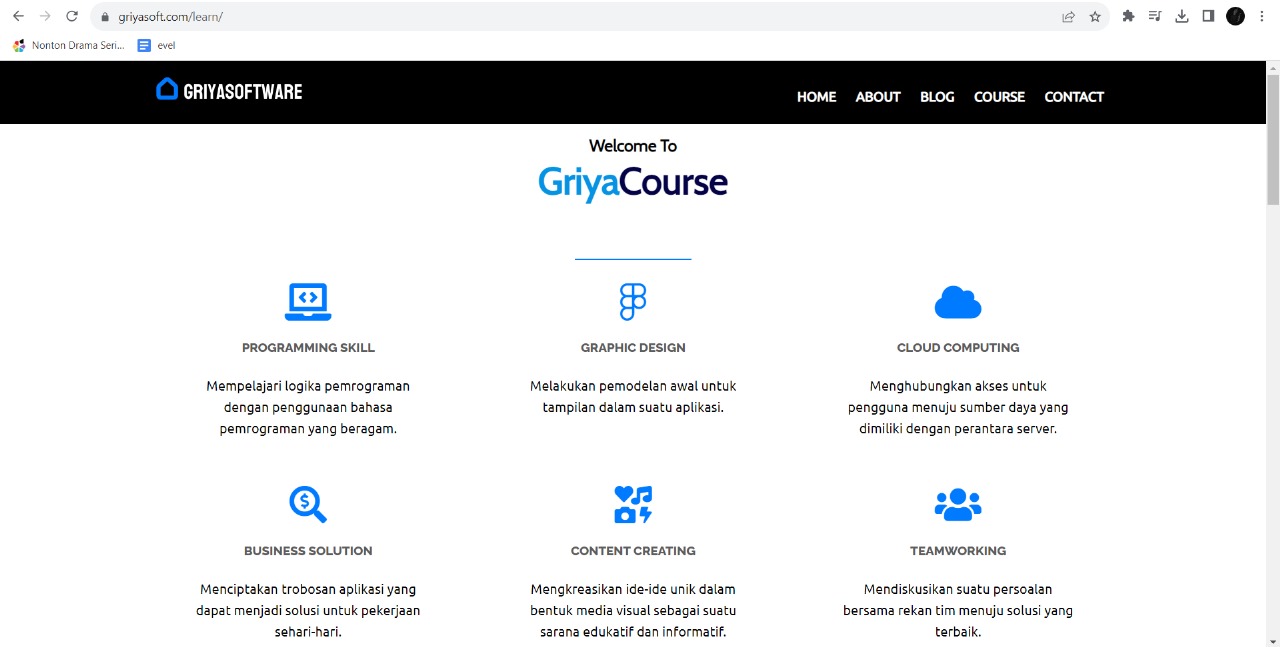 griyasoft.com/learn/
Nonton Drama Seri... evel
GRIYASOFTWARE
HOME ABOUT BLOG COURSE CONTACT
Welcome To
GriyaCourse
PROGRAMMING SKILL
Mempelajari logika pemrograman
dengan penggunaan bahasa
pemrograman yang beragam.
GRAPHIC DESIGN
Melakukan pemodelan awal untuk
tampilan dalam suatu aplikasi.
CLOUD COMPUTING
Menghubungkan akses untuk
pengguna menuju sumber daya yang
dimiliki dengan perantara server.
BUSINESS SOLUTION
Menciptakan trobosan aplikasi yang
dapat menjadi solusi untuk pekerjaan
sehari-hari.
CONTENT CREATING
Mengkreasikan ide-ide unik dalam
bentuk media visual sebagai suatu
sarana edukatif dan informatif.
TEAMWORKING
Mendiskusikan suatu persoalan
bersama rekan tim menuju solusi yang
terbaik.